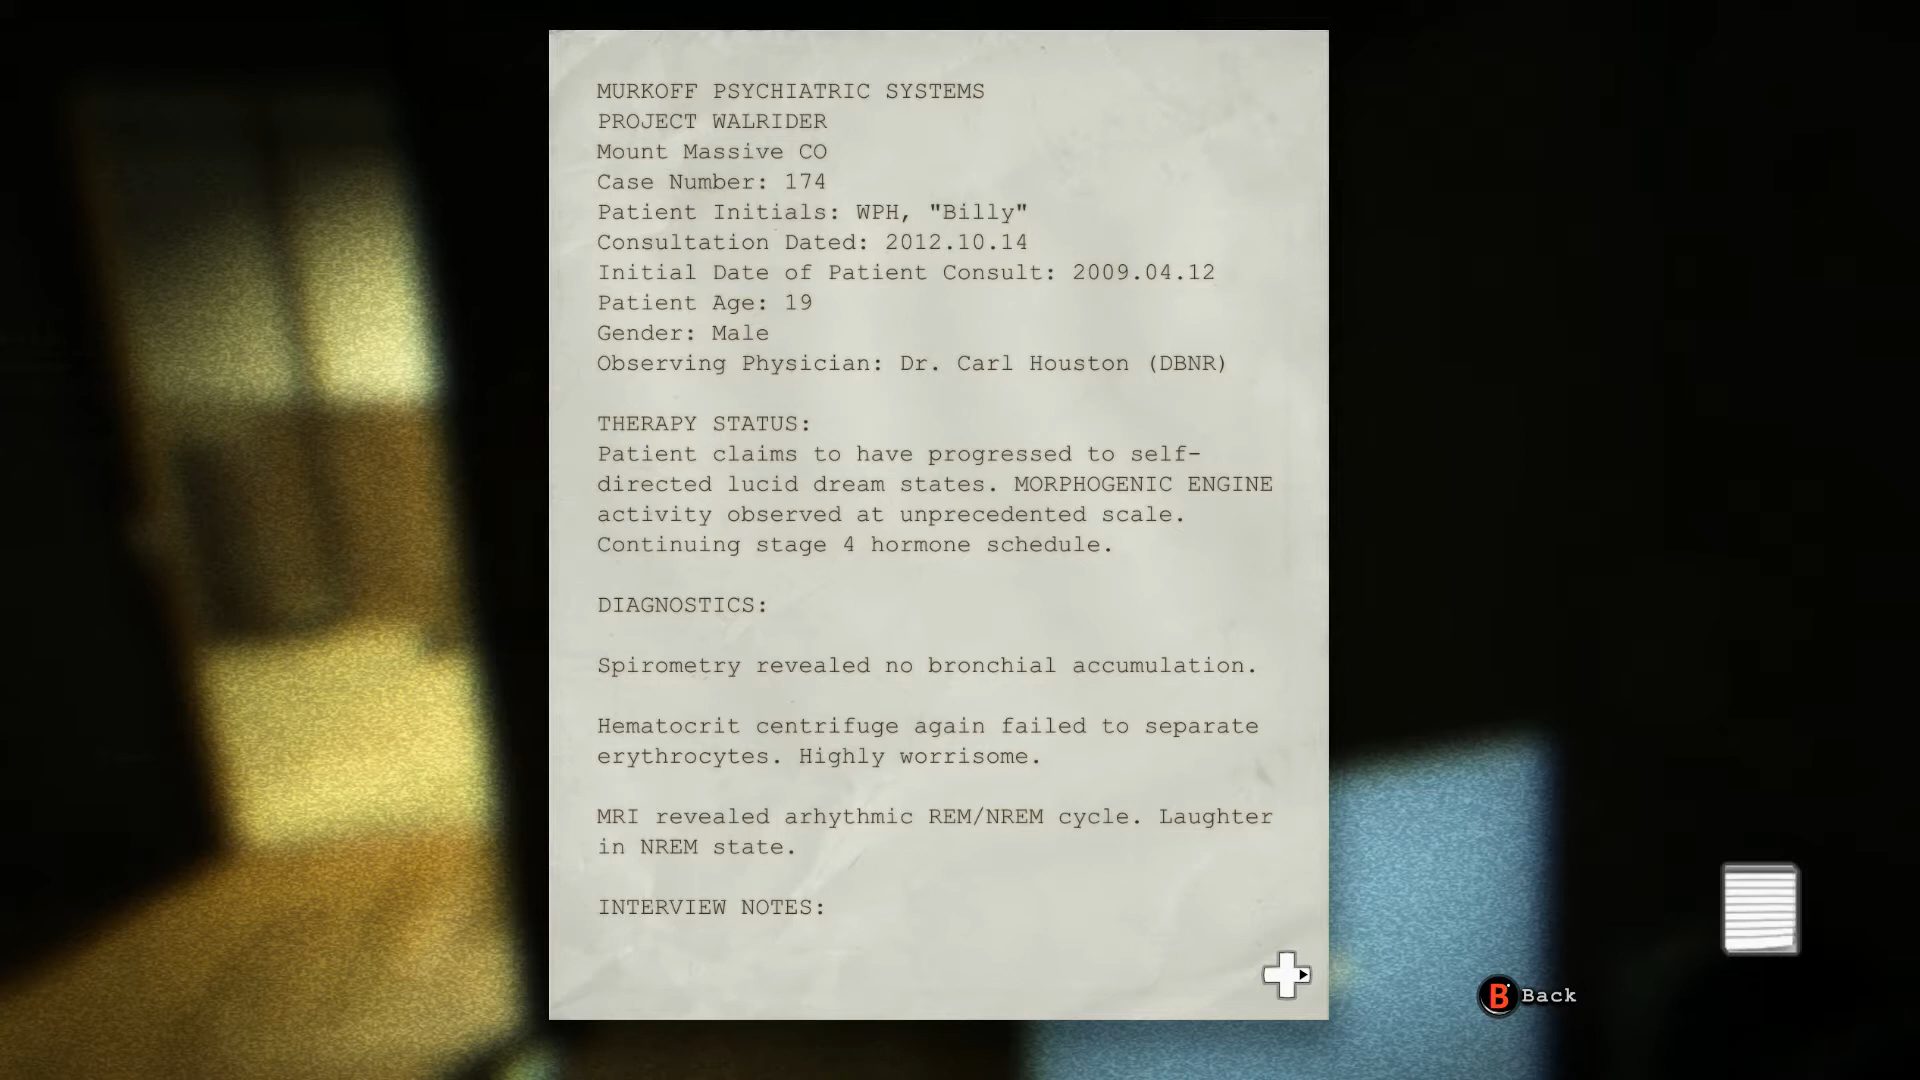 MURKOFF PSYCHIATRIC SYSTEMS
PROJECT WALRIDER
Mount Massive CO
Case Number: 174
Patient Initials: WPH, "Billy"
Consultation Dated: 2012.10.14
Initial Date of Patient Consult: 2009.04.12
Patient Age: 19
Gender: Male
Observing Physician: Dr. Carl Houston (DBNR)
THERAPY STATUS:
Patient claims to have progressed to self-
directed lucid dream states. MORPHOGENIC ENGINE
activity observed at unprecedented scale.
Continuing stage 4 hormone schedule.
DIAGNOSTICS:
Spirometry revealed no bronchial accumulation.
Hematocrit centrifuge again failed to separate
erythrocytes. Highly worrisome.
MRI revealed arhythmic REM/NREM cycle. Laughter
in NREM state.
INTERVIEW NOTES:
B Back